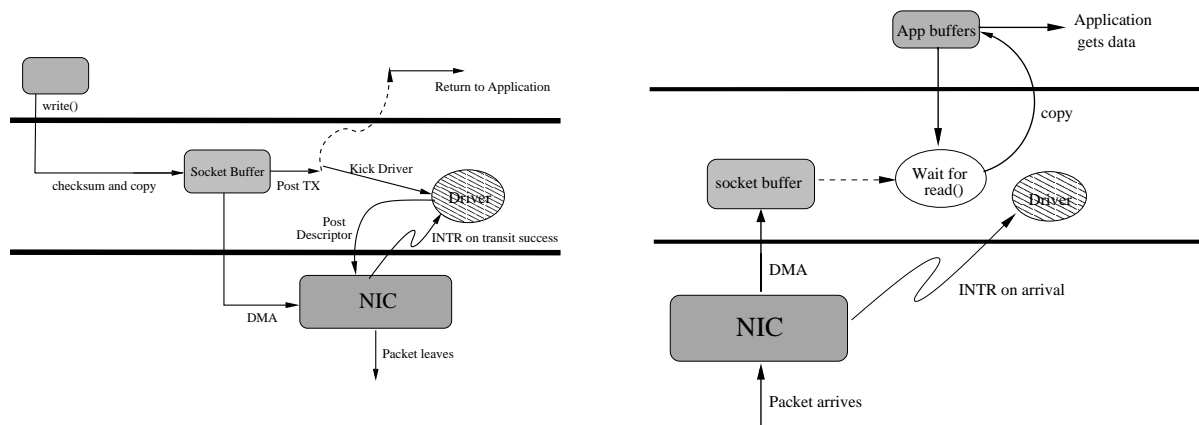 Return to Application
write()
Socket Buffer
checksum and copy
Post TX
Kick Driver
Driver
Post
Descriptor
INTR on transit success
NIC
DMA
Packet leaves
App buffers
Application
gets data
copy
socket buffer
Wait for
read()
Driver
DMA
INTR on arrival
NIC
Packet arrives